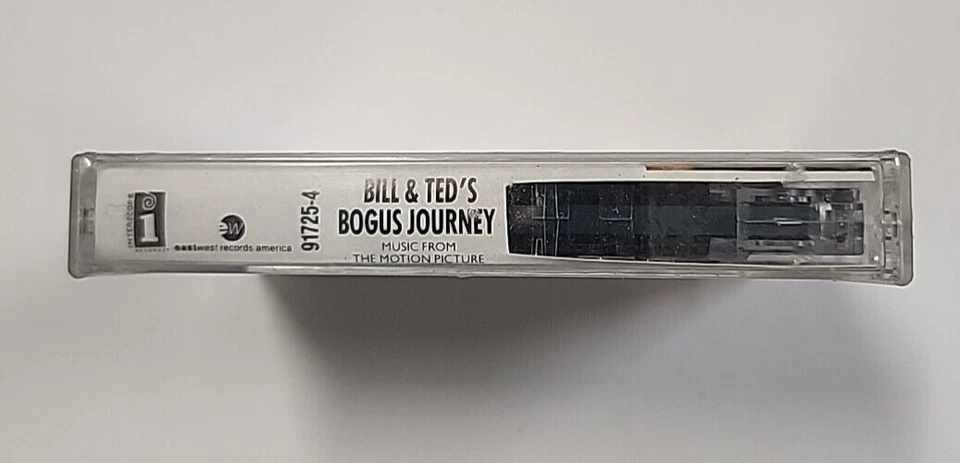 INTERSCOPE
RECORDS
eastwest records america
91725-4
BILL & TED'S
BOGUS JOURNEY
MUSIC FROM
THE MOTION PICTURE